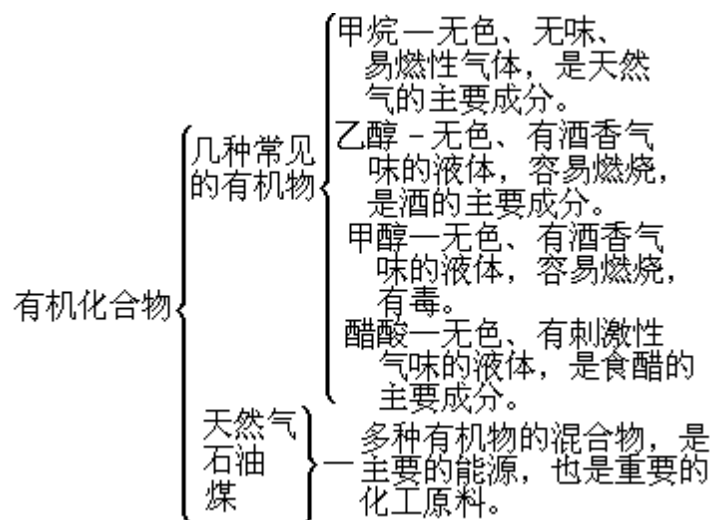 有机化合物
几种常见
的有机物
甲烷—无色、无味、
易燃性气体，是天然
气的主要成分。
乙醇－无色、有酒香气
味的液体，容易燃烧，
是酒的主要成分。
甲醇—无色、有酒香气
味的液体，容易燃烧，
有毒。
醋酸—无色、有刺激性
气味的液体，是食醋的
主要成分。
天然气
石油
煤
—多种有机物的混合物，是
主要的能源，也是重要的
化工原料。